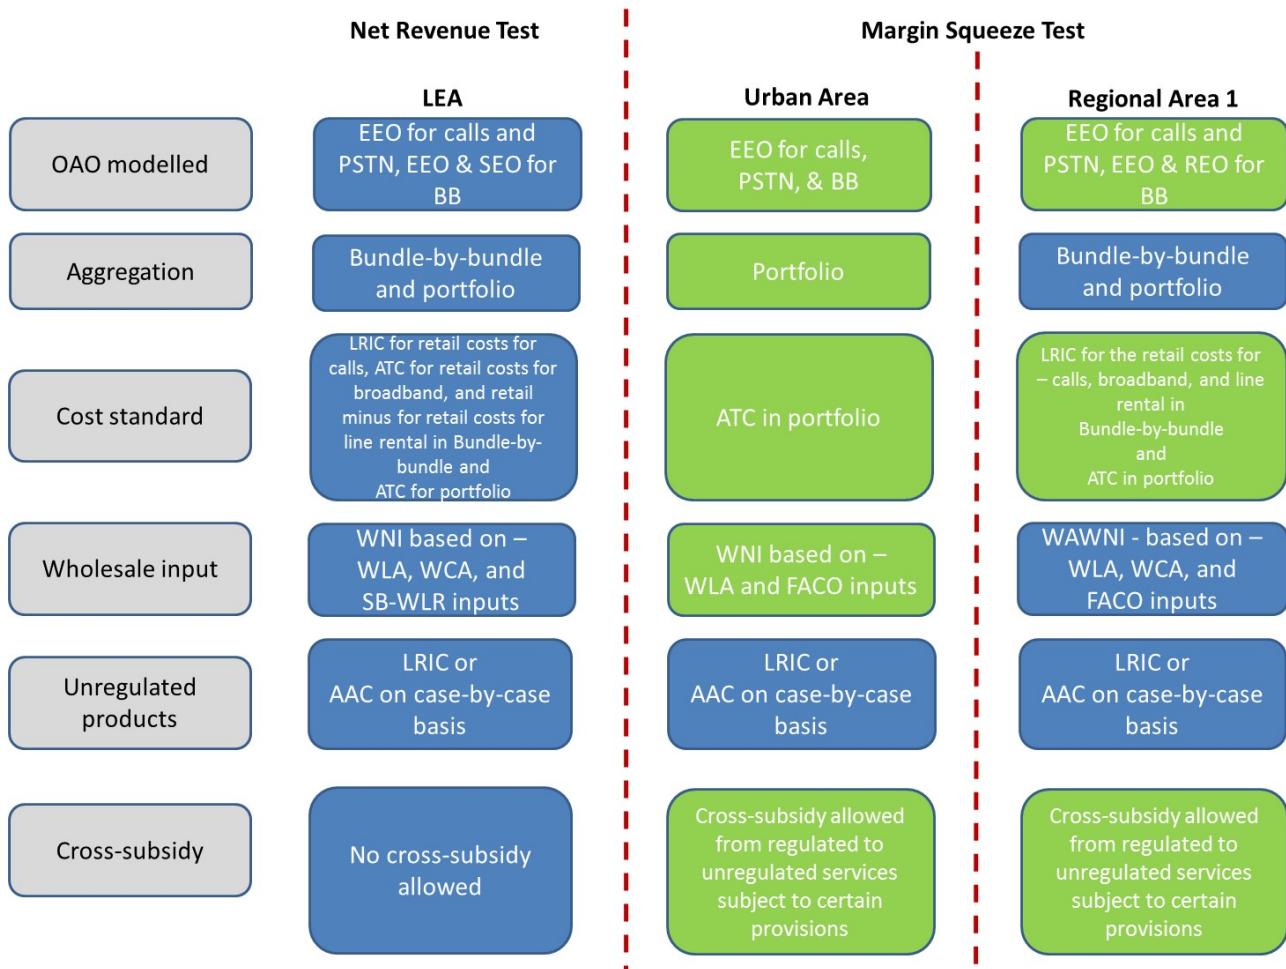 Net Revenue Test
Margin Squeeze Test
LEA
Urban Area
Regional Area 1
OAO modelled
EEO for calls and
PSTN, EEO & SEO for
BB
EEO for calls,
PSTN, & BB
EEO for calls and
PSTN, EEO & REO for
BB
Aggregation
Bundle-by-bundle
and portfolio
Portfolio
Bundle-by-bundle
and portfolio
Cost standard
LRIC for retail costs for
calls, ATC for retail costs for
broadband, and retail
minus for retail costs for
line rental in Bundle-by-
bundle and
ATC for portfolio
ATC in portfolio
LRIC for the retail costs for
– calls, broadband, and line
rental in
Bundle-by-bundle
and
ATC in portfolio
Wholesale input
WNI based on –
WLA, WCA, and
SB-WLR inputs
WNI based on –
WLA and FACO inputs
WAWNI - based on –
WLA, WCA, and
FACO inputs
Unregulated
products
LRIC or
AAC on case-by-case
basis
LRIC or
AAC on case-by-case
basis
LRIC or
AAC on case-by-case
basis
Cross-subsidy
No cross-subsidy
allowed
Cross-subsidy allowed
from regulated to
unregulated services
subject to certain
provisions
Cross-subsidy allowed
from regulated to
unregulated services
subject to certain
provisions